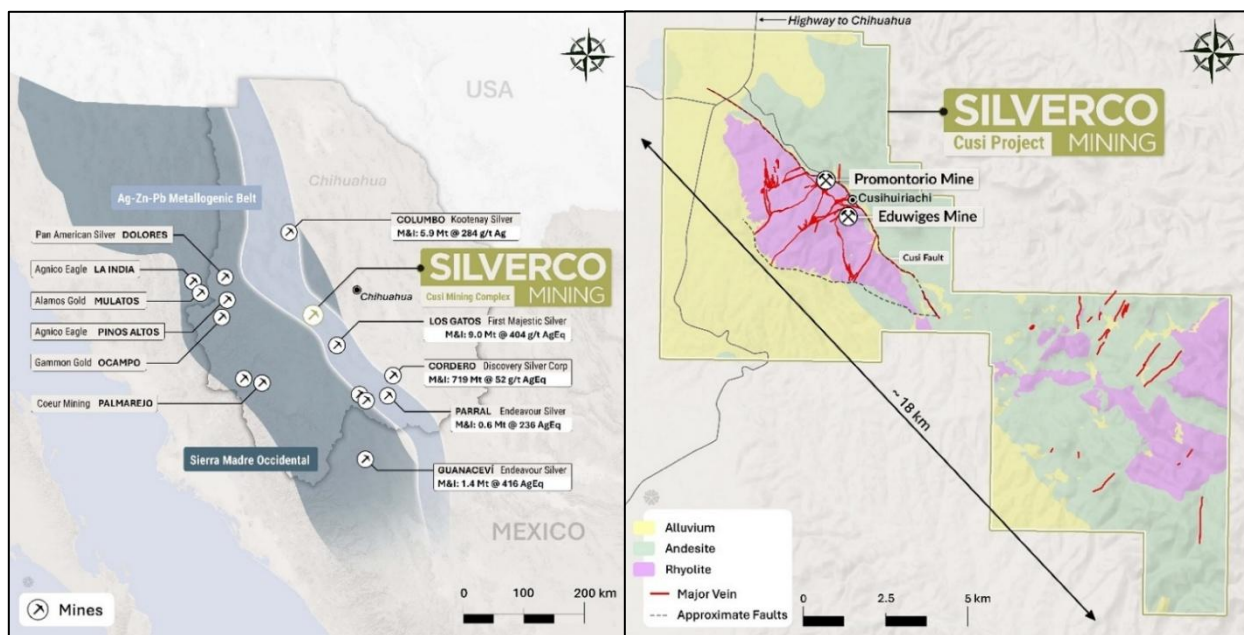 USA
Chihuahua
Ag-Zn-Pb Metallogenic Belt
COLUMBO Kootenay Silver
M&I: 5.9 Mt @ 284 g/t Ag
Pan American Silver DOLORES
Agnico Eagle LA INDIA
Alamos Gold MULATOS
Agnico Eagle PINOS ALTOS
Gammon Gold OCAMPO
Coeur Mining PALMAREJO
SILVERCO
Cusi Mining Complex MINING
Chihuahua
LOS GATOS First Majestic Silver
M&I: 9.0 Mt @ 404 g/t AgEq
CORDERO Discovery Silver Corp
M&I: 719 Mt @ 52 g/t AgEq
PARRAL Endeavour Silver
M&I: 0.6 Mt @ 236 AgEq
Sierra Madre Occidental
GUANACEVÍ Endeavour Silver
M&I: 1.4 Mt @ 416 AgEq
MEXICO
Mines
0 100 200 km
Highway to Chihuahua
SILVERCO
Cusi Project MINING
Promontorio Mine
Cusihuiriachi
Eduwiges Mine
Cusi Fault
~ 18 km
Alluvium
Andesite
Rhyolite
Major Vein
Approximate Faults
0 2.5 5 km